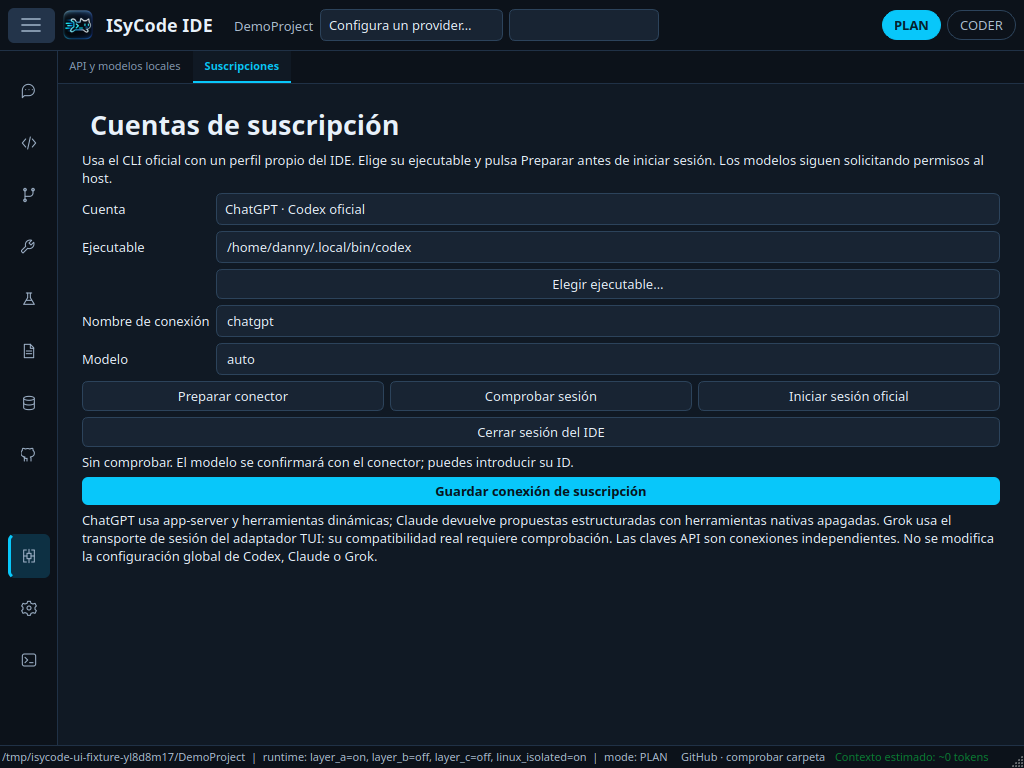 ISyCode IDE
DemoProject
Configura un provider...
PLAN
CODER
API y modelos locales
Suscripciones
Cuentas de suscripción
Usa el CLI oficial con un perfil propio del IDE. Elige su ejecutable y pulsa Preparar antes de iniciar sesión. Los modelos siguen solicitando permisos al
host.
Cuenta
ChatGPT · Codex oficial
Ejecutable
/home/danny/.local/bin/codex
Elegir ejecutable...
Nombre de conexión
chatgpt
Modelo
auto
Preparar conector
Comprobar sesión
Iniciar sesión oficial
Cerrar sesión del IDE
Sin comprobar. El modelo se confirmará con el conector; puedes introducir su ID.
Guardar conexión de suscripción
ChatGPT usa app-server y herramientas dinámicas; Claude devuelve propuestas estructuradas con herramientas nativas apagadas. Grok usa el
transporte de sesión del adaptador TUI: su compatibilidad real requiere comprobación. Las claves API son conexiones independientes. No se modifica
la configuración global de Codex, Claude o Grok.
/tmp/isycode-ui-fixture-yl8d8m17/DemoProject | runtime: layer_a=on, layer_b=off, layer_c=off, linux_isolated=on | mode: PLAN GitHub · comprobar carpeta Contexto estimado: ~0 tokens